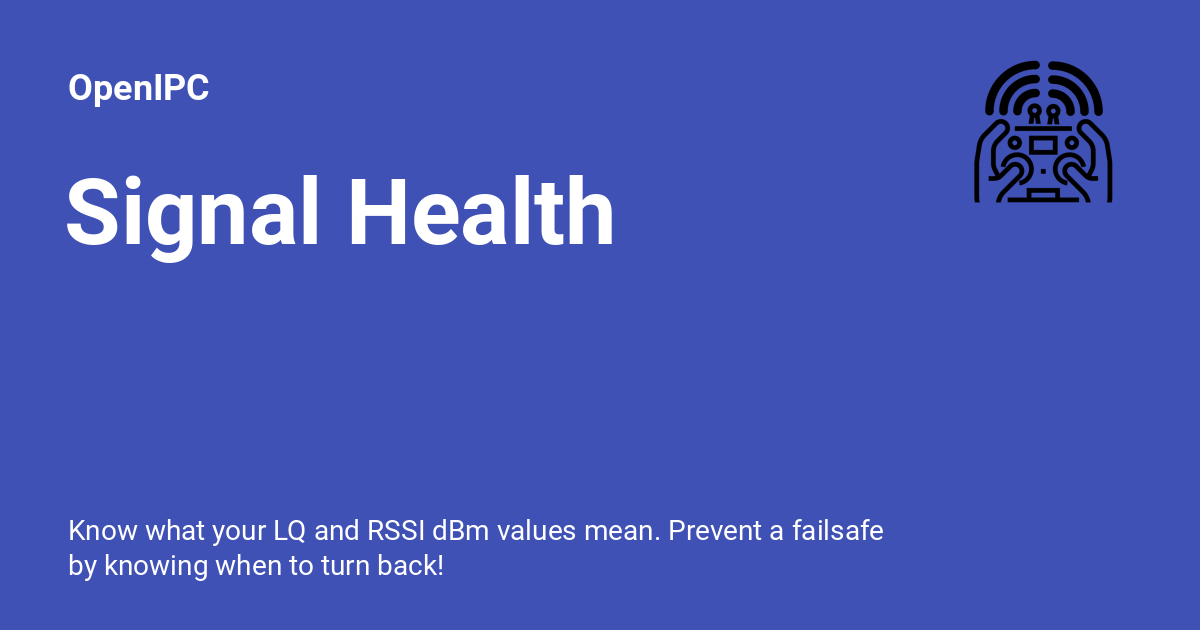 OpenIPC
Signal Health
Know what your LQ and RSSI dBm values mean. Prevent a failsafe
by knowing when to turn back!